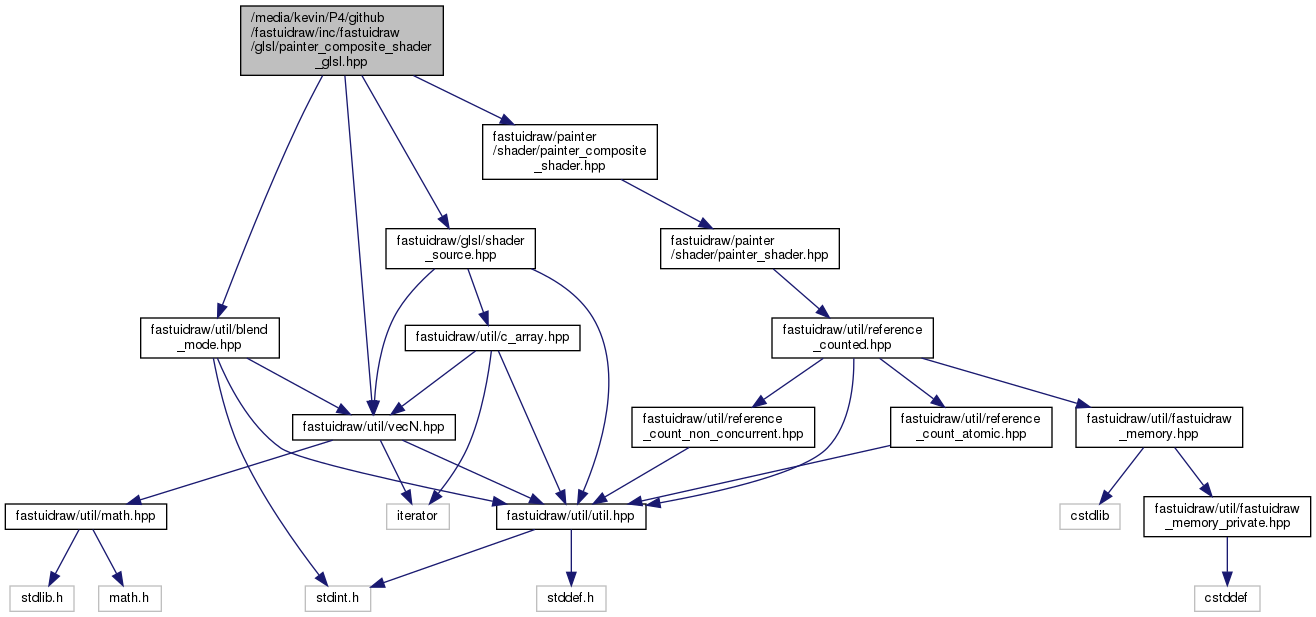 /media/kevin/P4/github
/fastuidraw/inc/fastuidraw
/glsl/painter_composite_shader
_glsl.hpp
fastuidraw/painter
/shader/painter_composite
_shader.hpp
fastuidraw/glsl/shader
_source.hpp
fastuidraw/painter
/shader/painter_shader.hpp
fastuidraw/util/blend
_mode.hpp
fastuidraw/util/c_array.hpp
fastuidraw/util/reference
_counted.hpp
fastuidraw/util/vecN.hpp
fastuidraw/util/reference
_count_non_concurrent.hpp
fastuidraw/util/reference
_count_atomic.hpp
fastuidraw/util/fastuidraw
_memory.hpp
fastuidraw/util/math.hpp
iterator
fastuidraw/util/util.hpp
cstdlib
fastuidraw/util/fastuidraw
_memory_private.hpp
stdlib.h
math.h
stdint.h
stddef.h
cstddef